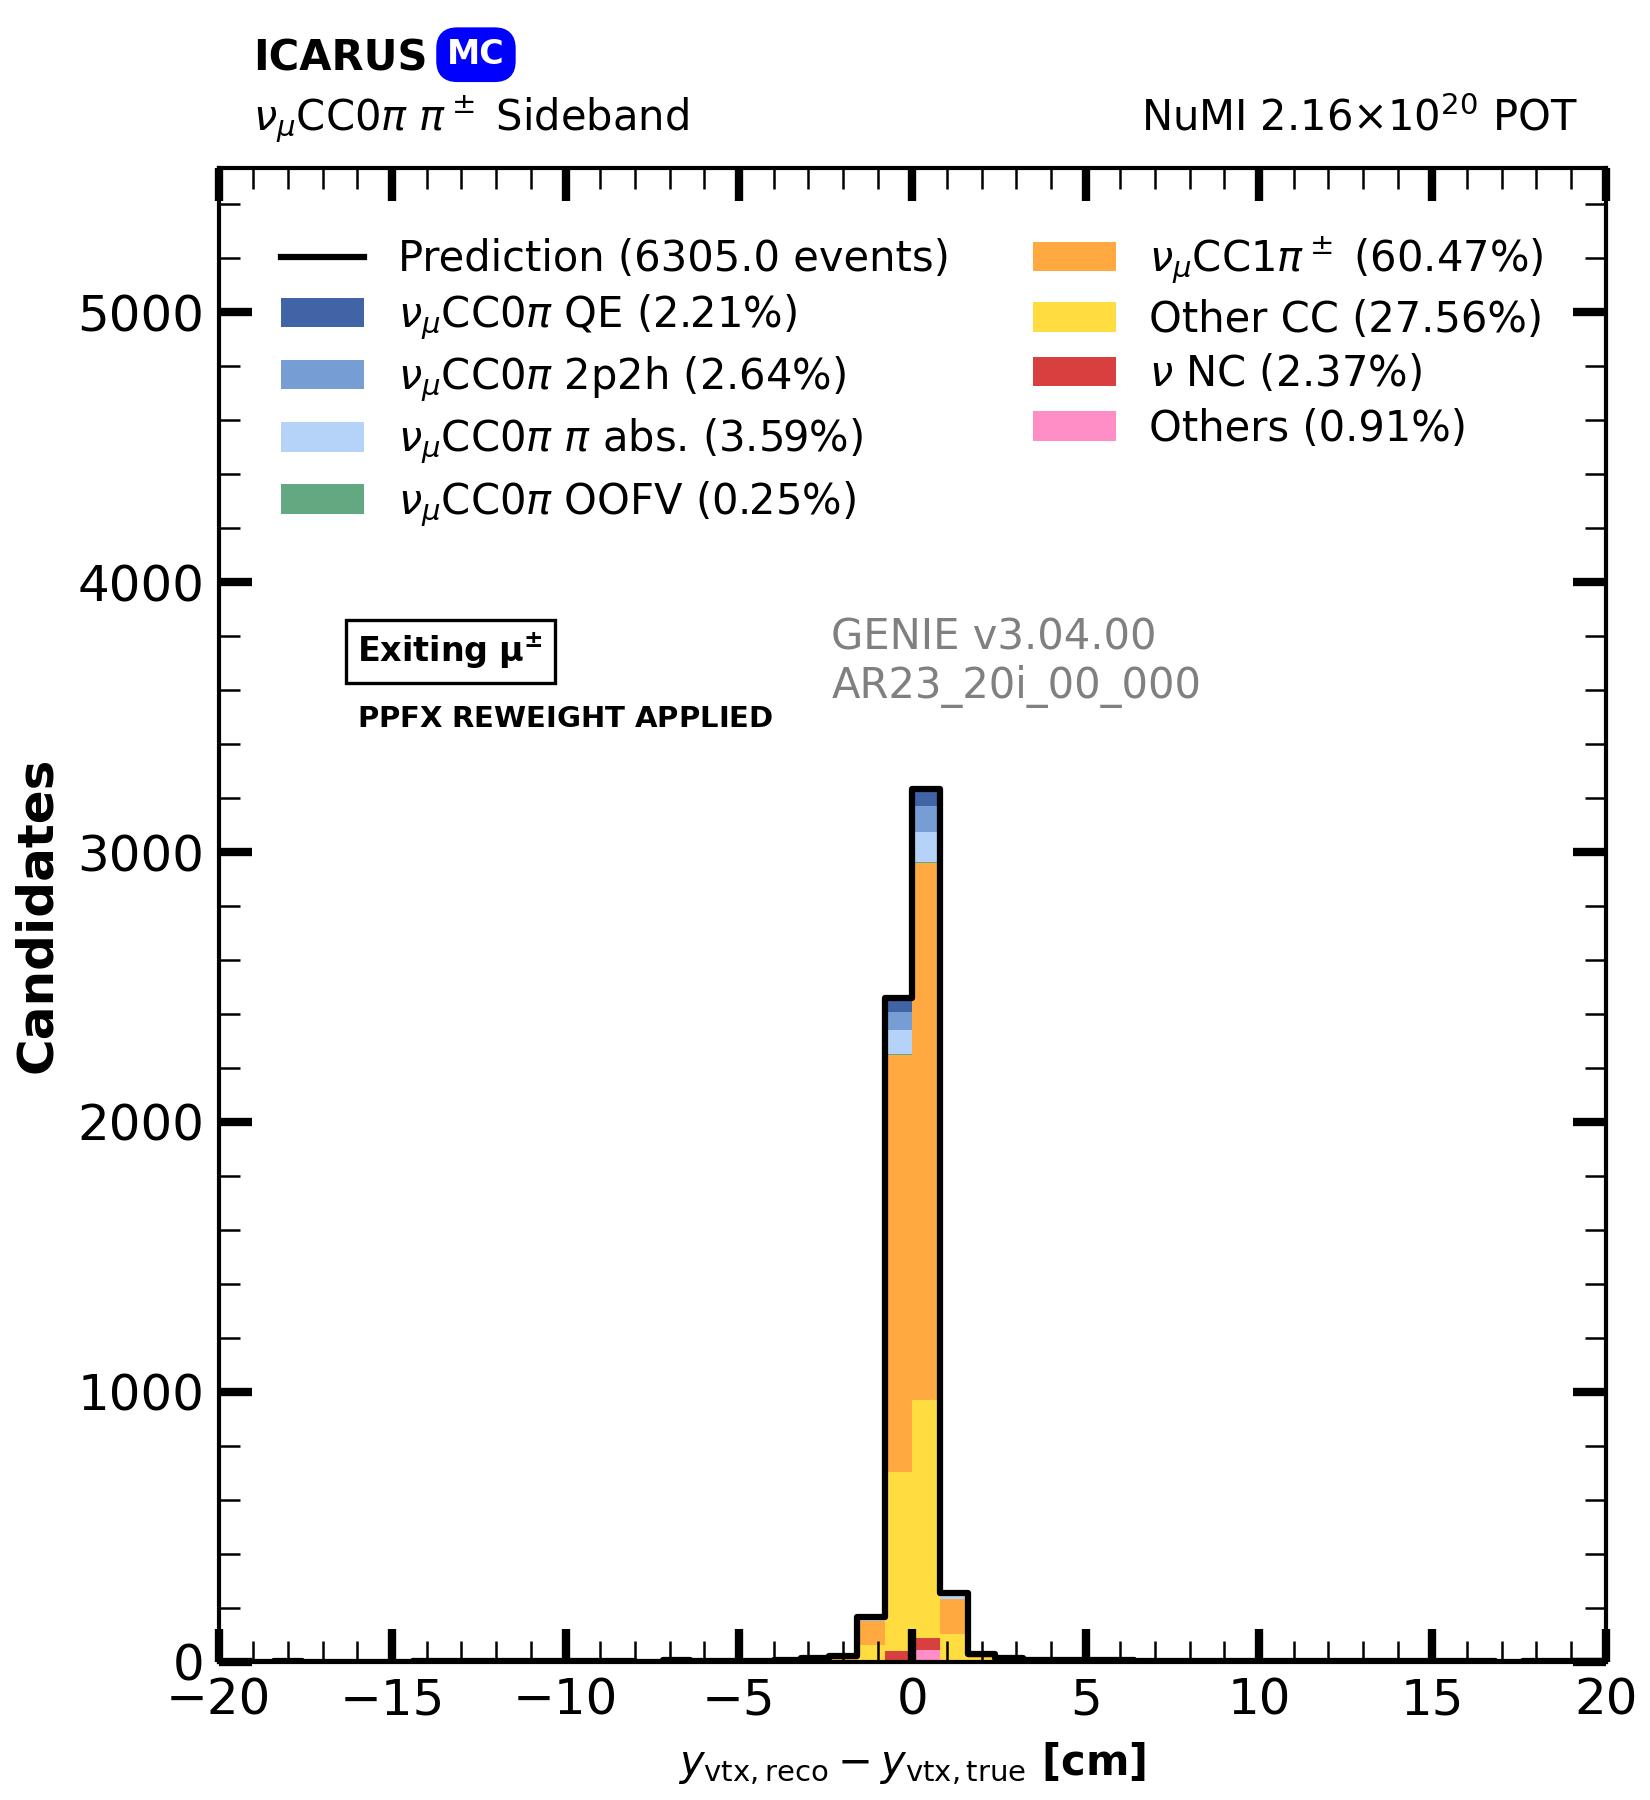 ICARUS MC
νμCC0π π± Sideband
NuMI 2.16×10²⁰ POT
Prediction (6305.0 events)
νμCC0π QE (2.21%)
νμCC0π 2p2h (2.64%)
νμCC0π π abs. (3.59%)
νμCC0π OOFV (0.25%)
νμCC1π± (60.47%)
Other CC (27.56%)
ν NC (2.37%)
Others (0.91%)
Exiting μ±
PPFX REWEIGHT APPLIED
GENIE v3.04.00
AR23_20i_00_000
Candidates
5000
4000
3000
2000
1000
0
−20 −15 −10 −5 0 5 10 15 20
yvtx, reco − yvtx, true [cm]